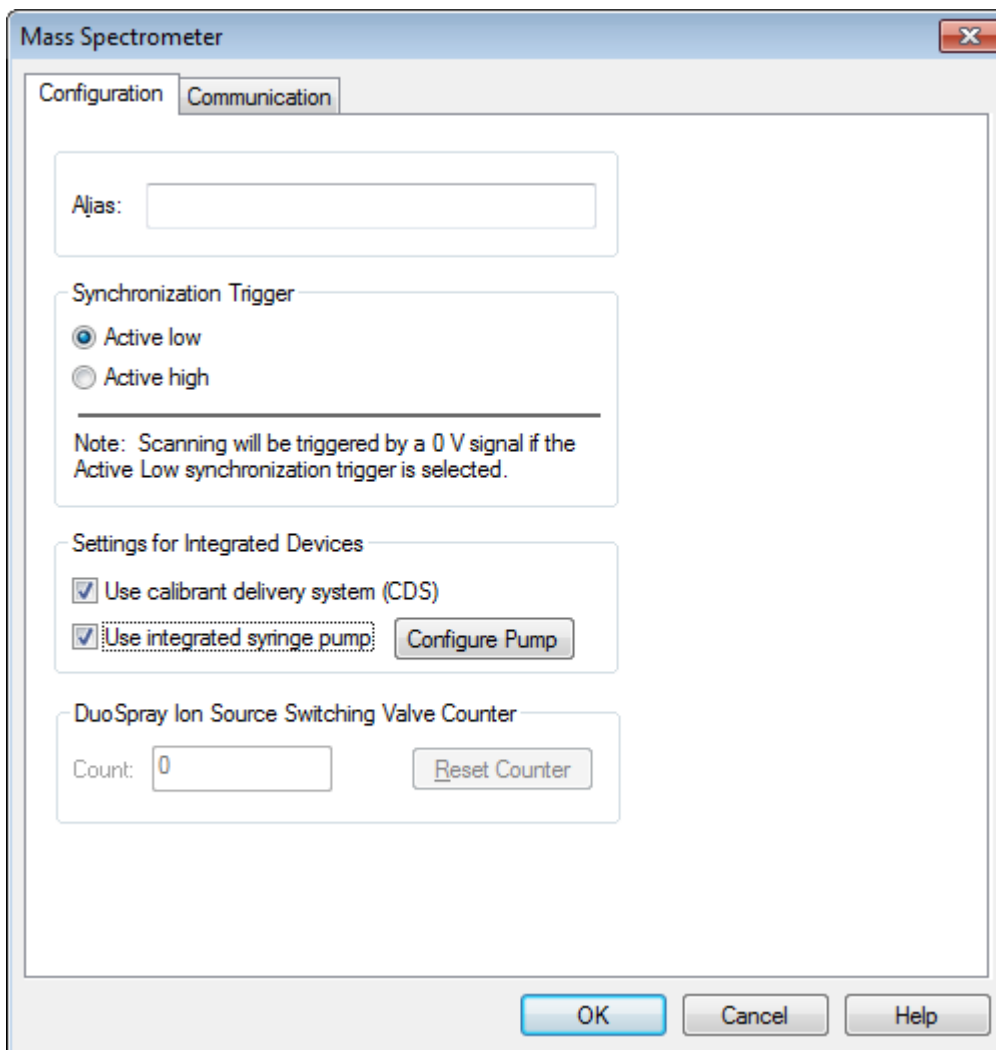 Mass Spectrometer
Configuration
Communication
Alias:
Synchronization Trigger
Active low
Active high
Note:  Scanning will be triggered by a 0 V signal if the
Active Low synchronization trigger is selected.
Settings for Integrated Devices
Use calibrant delivery system (CDS)
Use integrated syringe pump
Configure Pump
DuoSpray Ion Source Switching Valve Counter
Count:
0
Reset Counter
OK
Cancel
Help